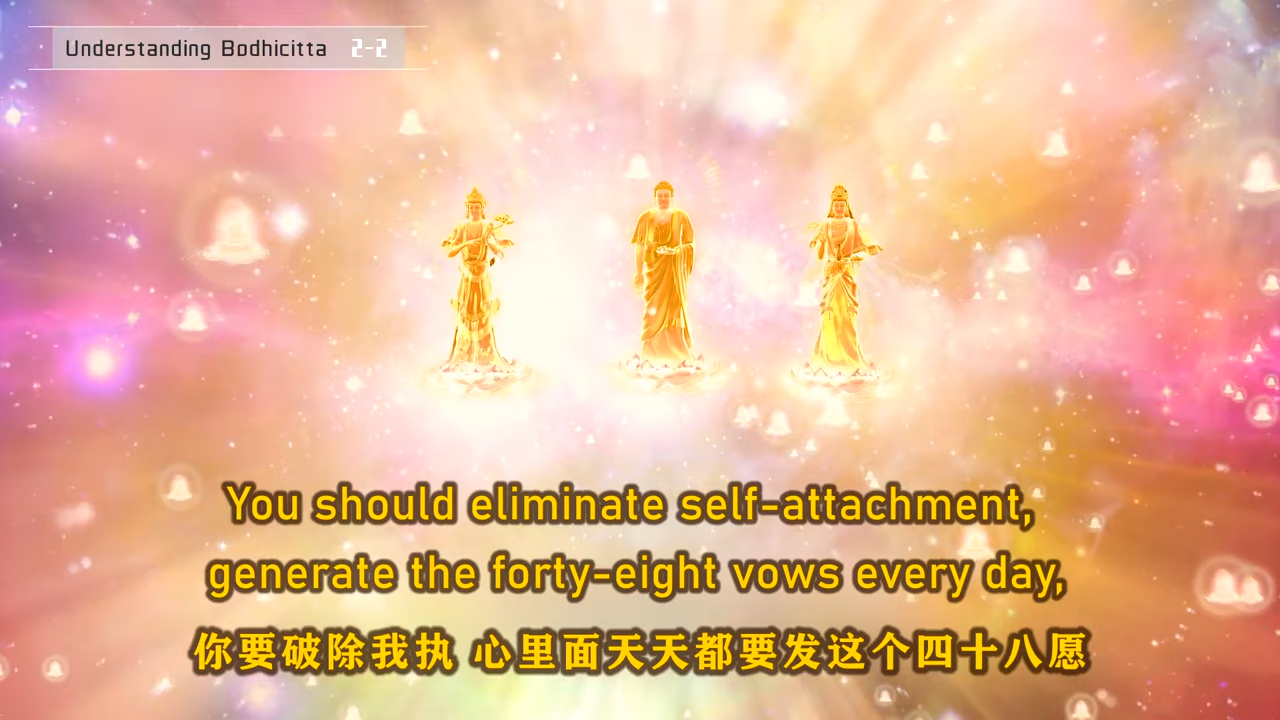 Understanding Bodhicitta 2-2
You should eliminate self-attachment,
generate the forty-eight vows every day,
你要破除我执 心里面天天都要发这个四十八愿